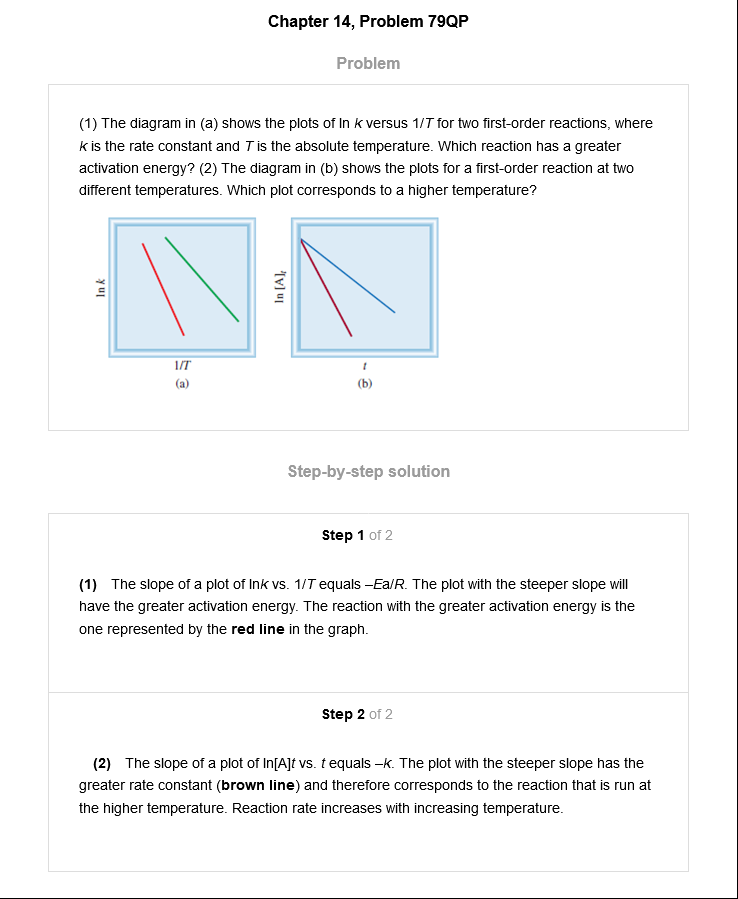 Chapter 14, Problem 79QP
Problem
(1) The diagram in (a) shows the plots of ln k versus 1/T for two first-order reactions, where
k is the rate constant and T is the absolute temperature. Which reaction has a greater
activation energy? (2) The diagram in (b) shows the plots for a first-order reaction at two
different temperatures. Which plot corresponds to a higher temperature?
ln k
1/T
(a)
ln [A]t
t
(b)
Step-by-step solution
Step 1 of 2
(1) The slope of a plot of lnk vs. 1/T equals –Ea/R. The plot with the steeper slope will
have the greater activation energy. The reaction with the greater activation energy is the
one represented by the red line in the graph.
Step 2 of 2
(2) The slope of a plot of ln[A]t vs. t equals –k. The plot with the steeper slope has the
greater rate constant (brown line) and therefore corresponds to the reaction that is run at
the higher temperature. Reaction rate increases with increasing temperature.